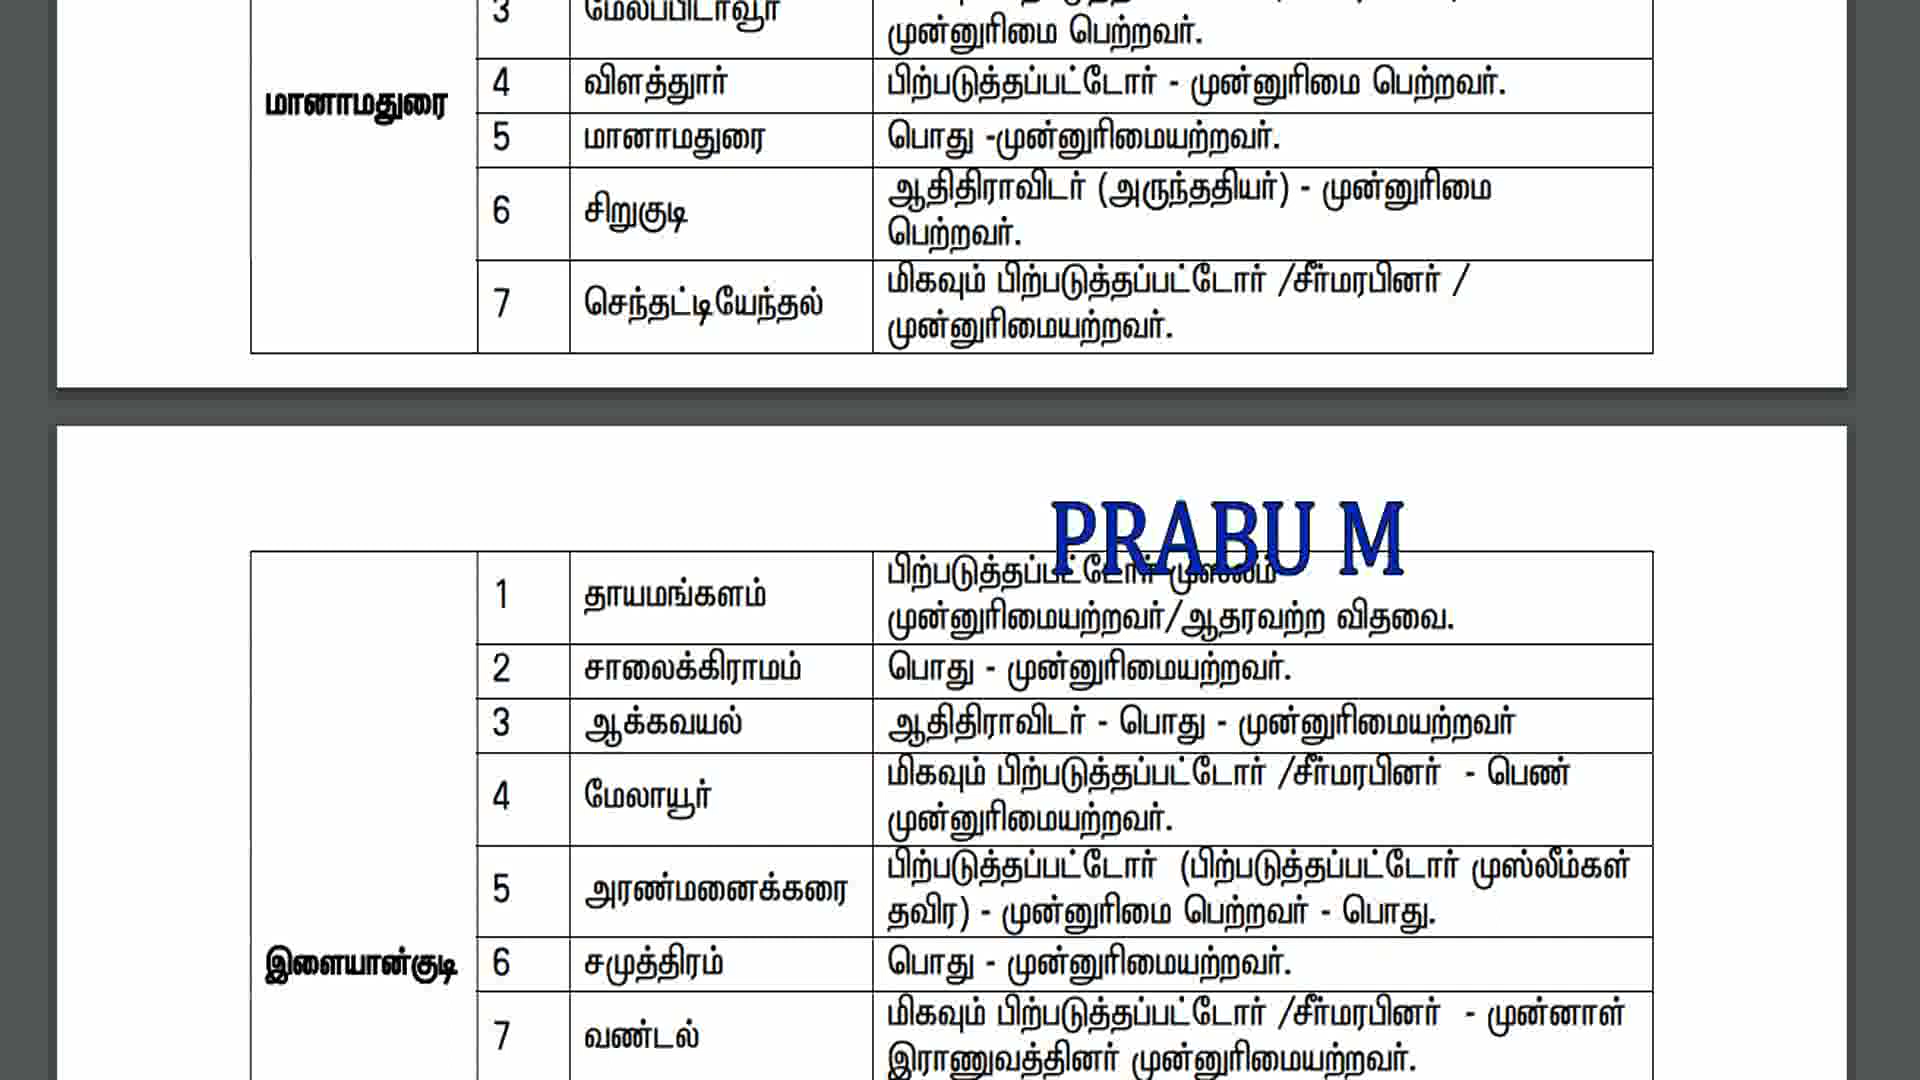 3 மேலப்பிடாவூர்
முன்னுரிமை பெற்றவர்.
மானாமதுரை
4 விளத்தூர் பிற்படுத்தப்பட்டோர் - முன்னுரிமை பெற்றவர்.
5 மானாமதுரை பொது -முன்னுரிமையற்றவர்.
6 சிறுகுடி ஆதிதிராவிடர் (அருந்ததியர்) - முன்னுரிமை
பெற்றவர்.
7 செந்தட்டியேந்தல் மிகவும் பிற்படுத்தப்பட்டோர் /சீர்மரபினர் /
முன்னுரிமையற்றவர்.
PRABU M
1 தாயமங்களம் பிற்படுத்தப்பட்டோர் முஸ்லீம்
முன்னுரிமையற்றவர்/ஆதரவற்ற விதவை.
2 சாலைக்கிராமம் பொது - முன்னுரிமையற்றவர்.
3 ஆக்கவயல் ஆதிதிராவிடர் - பொது - முன்னுரிமையற்றவர்
4 மேலாயூர் மிகவும் பிற்படுத்தப்பட்டோர் /சீர்மரபினர் - பெண்
முன்னுரிமையற்றவர்.
5 அரண்மனைக்கரை பிற்படுத்தப்பட்டோர் (பிற்படுத்தப்பட்டோர் முஸ்லீம்கள்
தவிர) - முன்னுரிமை பெற்றவர் - பொது.
இளையான்குடி
6 சமுத்திரம் பொது - முன்னுரிமையற்றவர்.
7 வண்டல் மிகவும் பிற்படுத்தப்பட்டோர் /சீர்மரபினர் - முன்னாள்
இராணுவத்தினர் முன்னுரிமையற்றவர்.